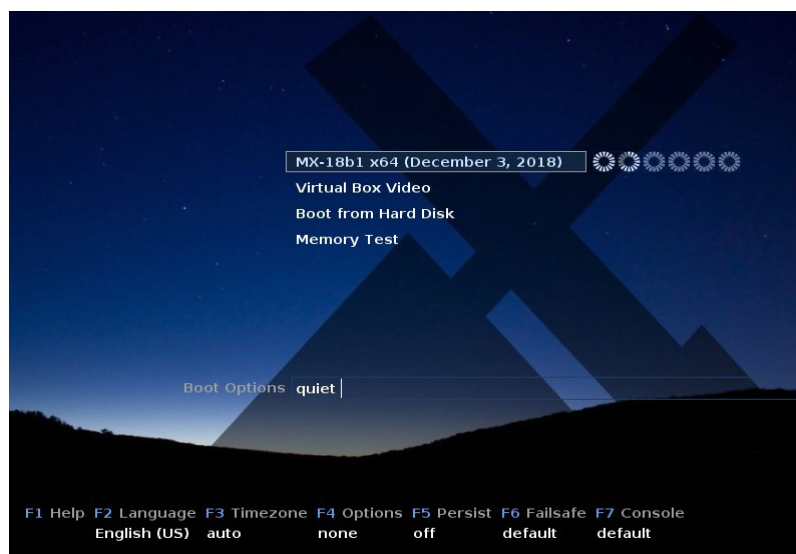 MX-18b1 x64 (December 3, 2018)
Virtual Box Video
Boot from Hard Disk
Memory Test
Boot Options quiet
F1 Help F2 Language F3 Timezone F4 Options F5 Persist F6 Failsafe F7 Console
English (US) auto none off default default